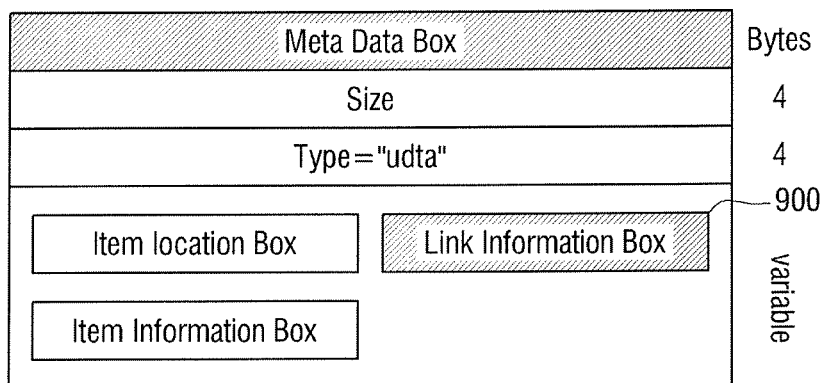 Meta Data Box Bytes
Size 4
Type="udta" 4
900
Item location Box Link Information Box
variable
Item Information Box